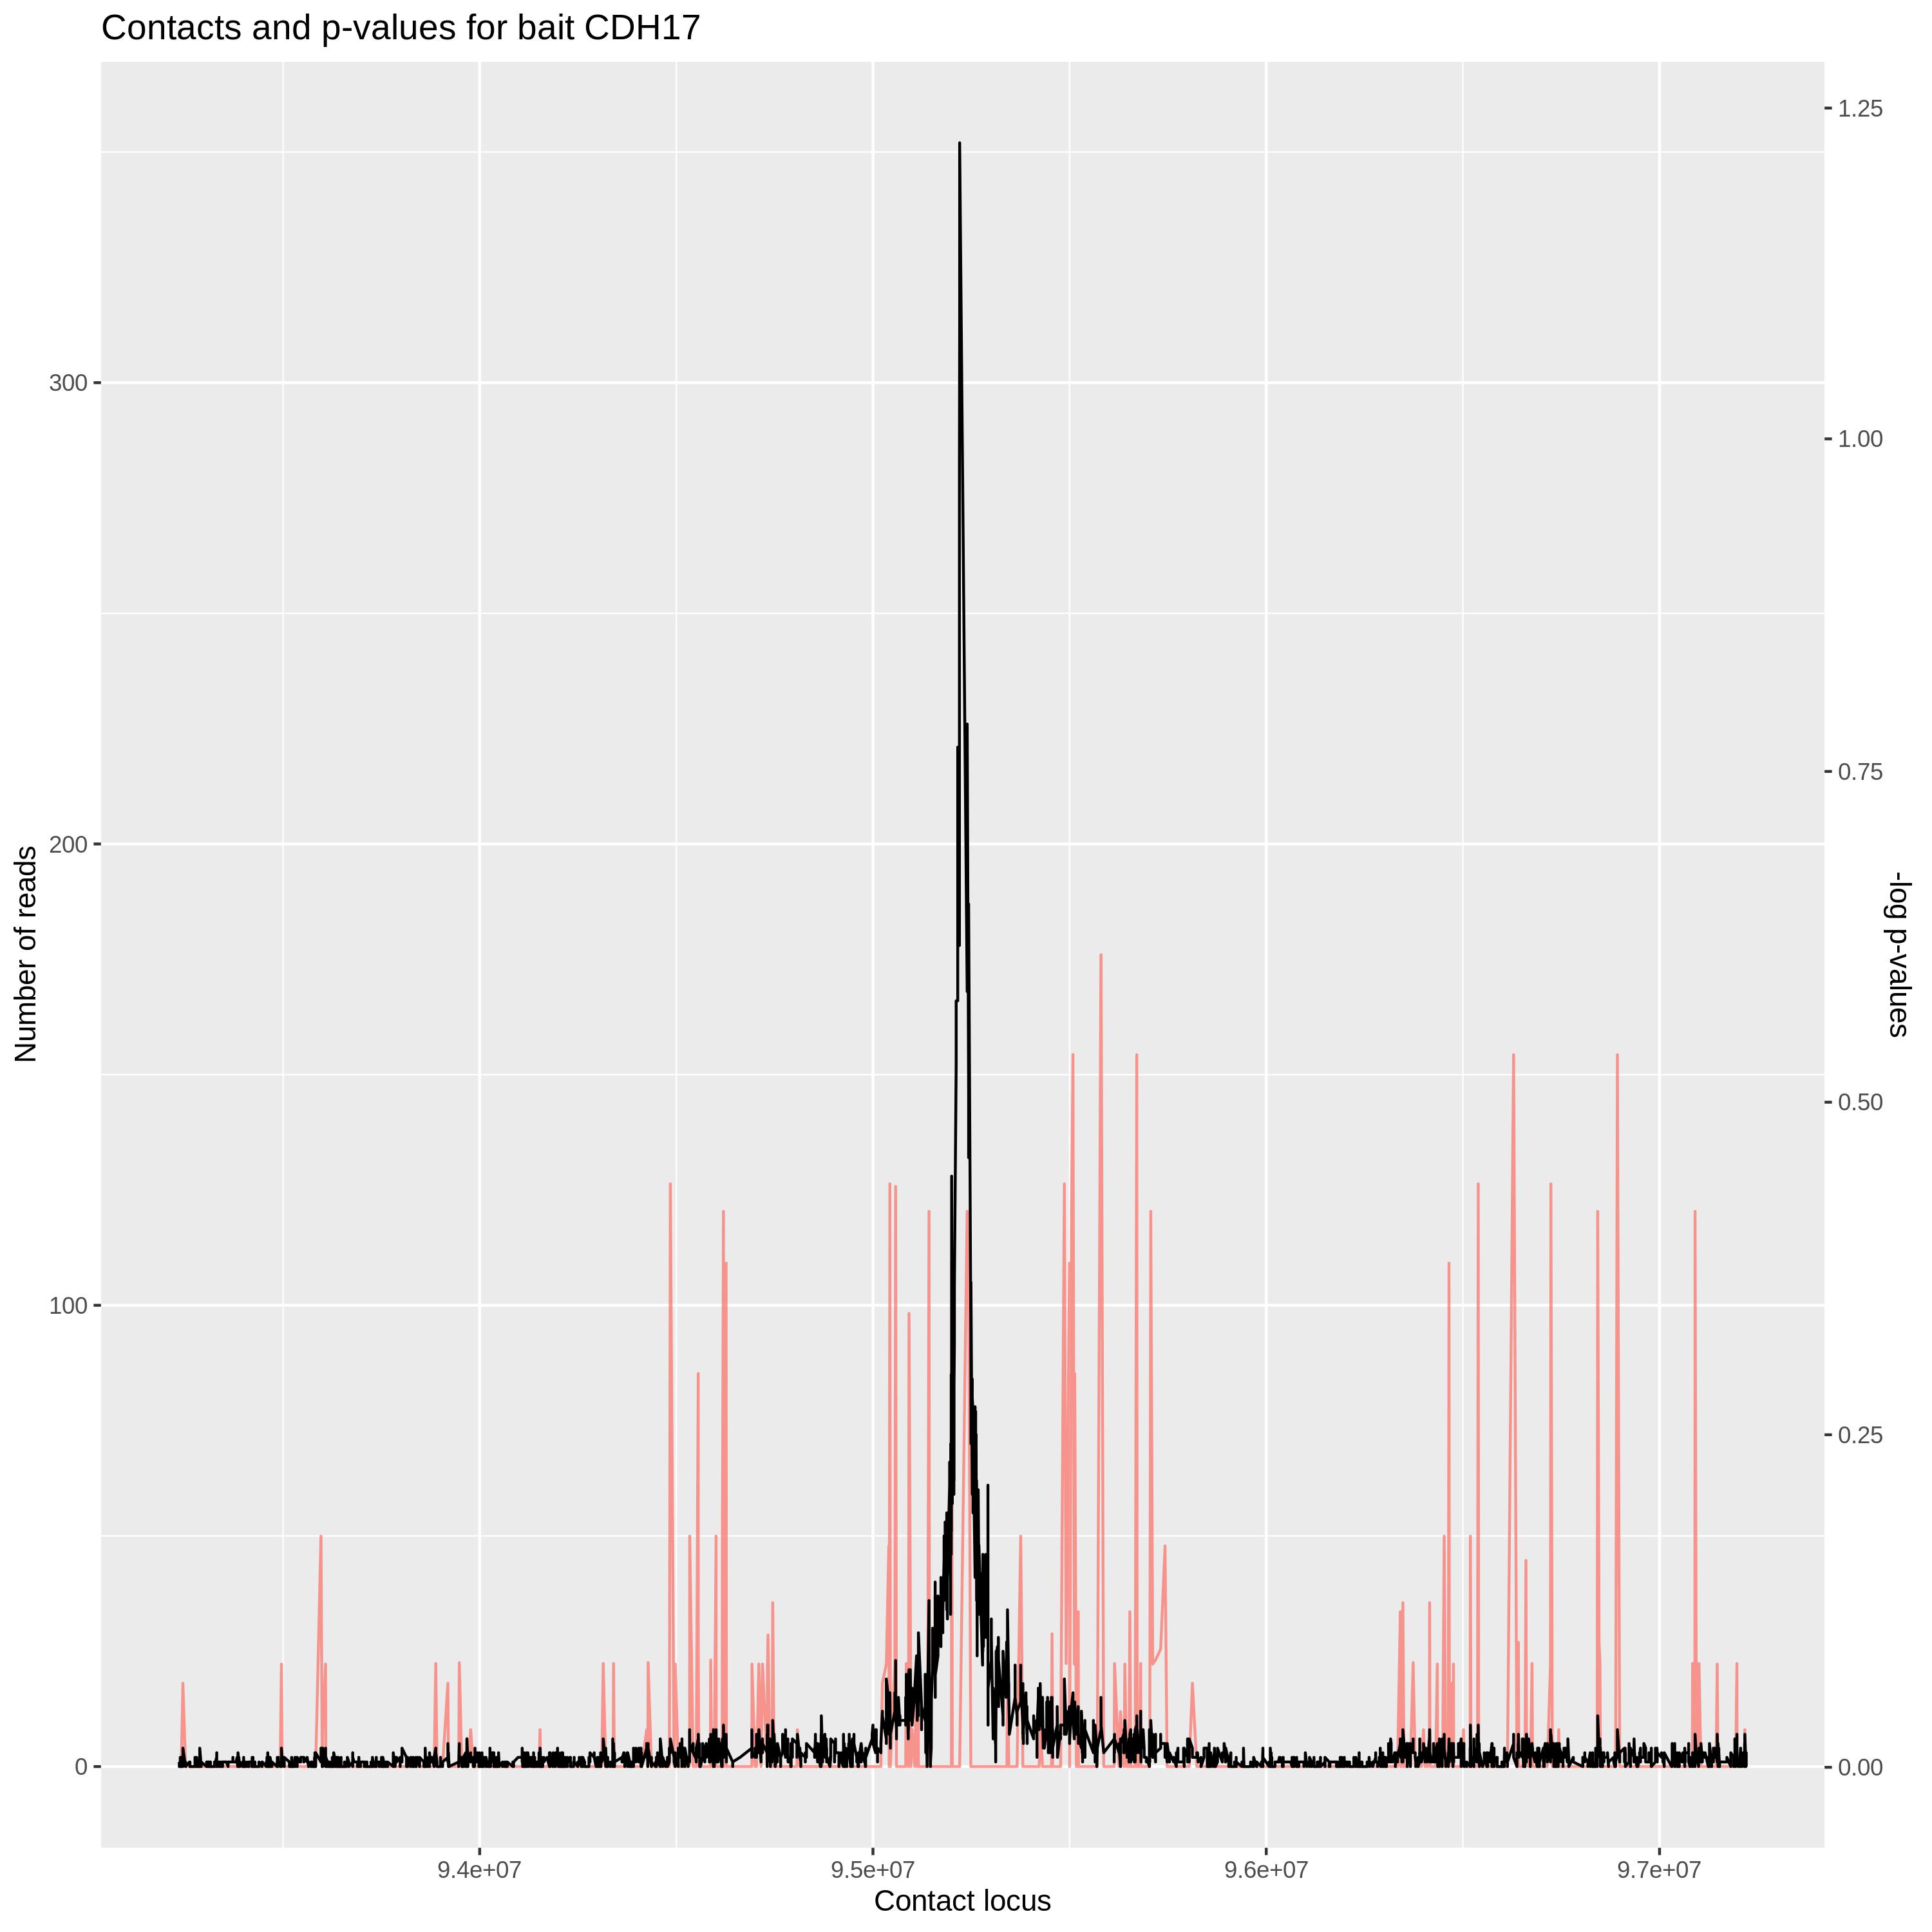 Contacts and p-values for bait CDH17
Number of reads
300
200
100
0
1.25
1.00
0.75
0.50
0.25
0.00
-log p-values
9.4e+07
9.5e+07
9.6e+07
9.7e+07
Contact locus